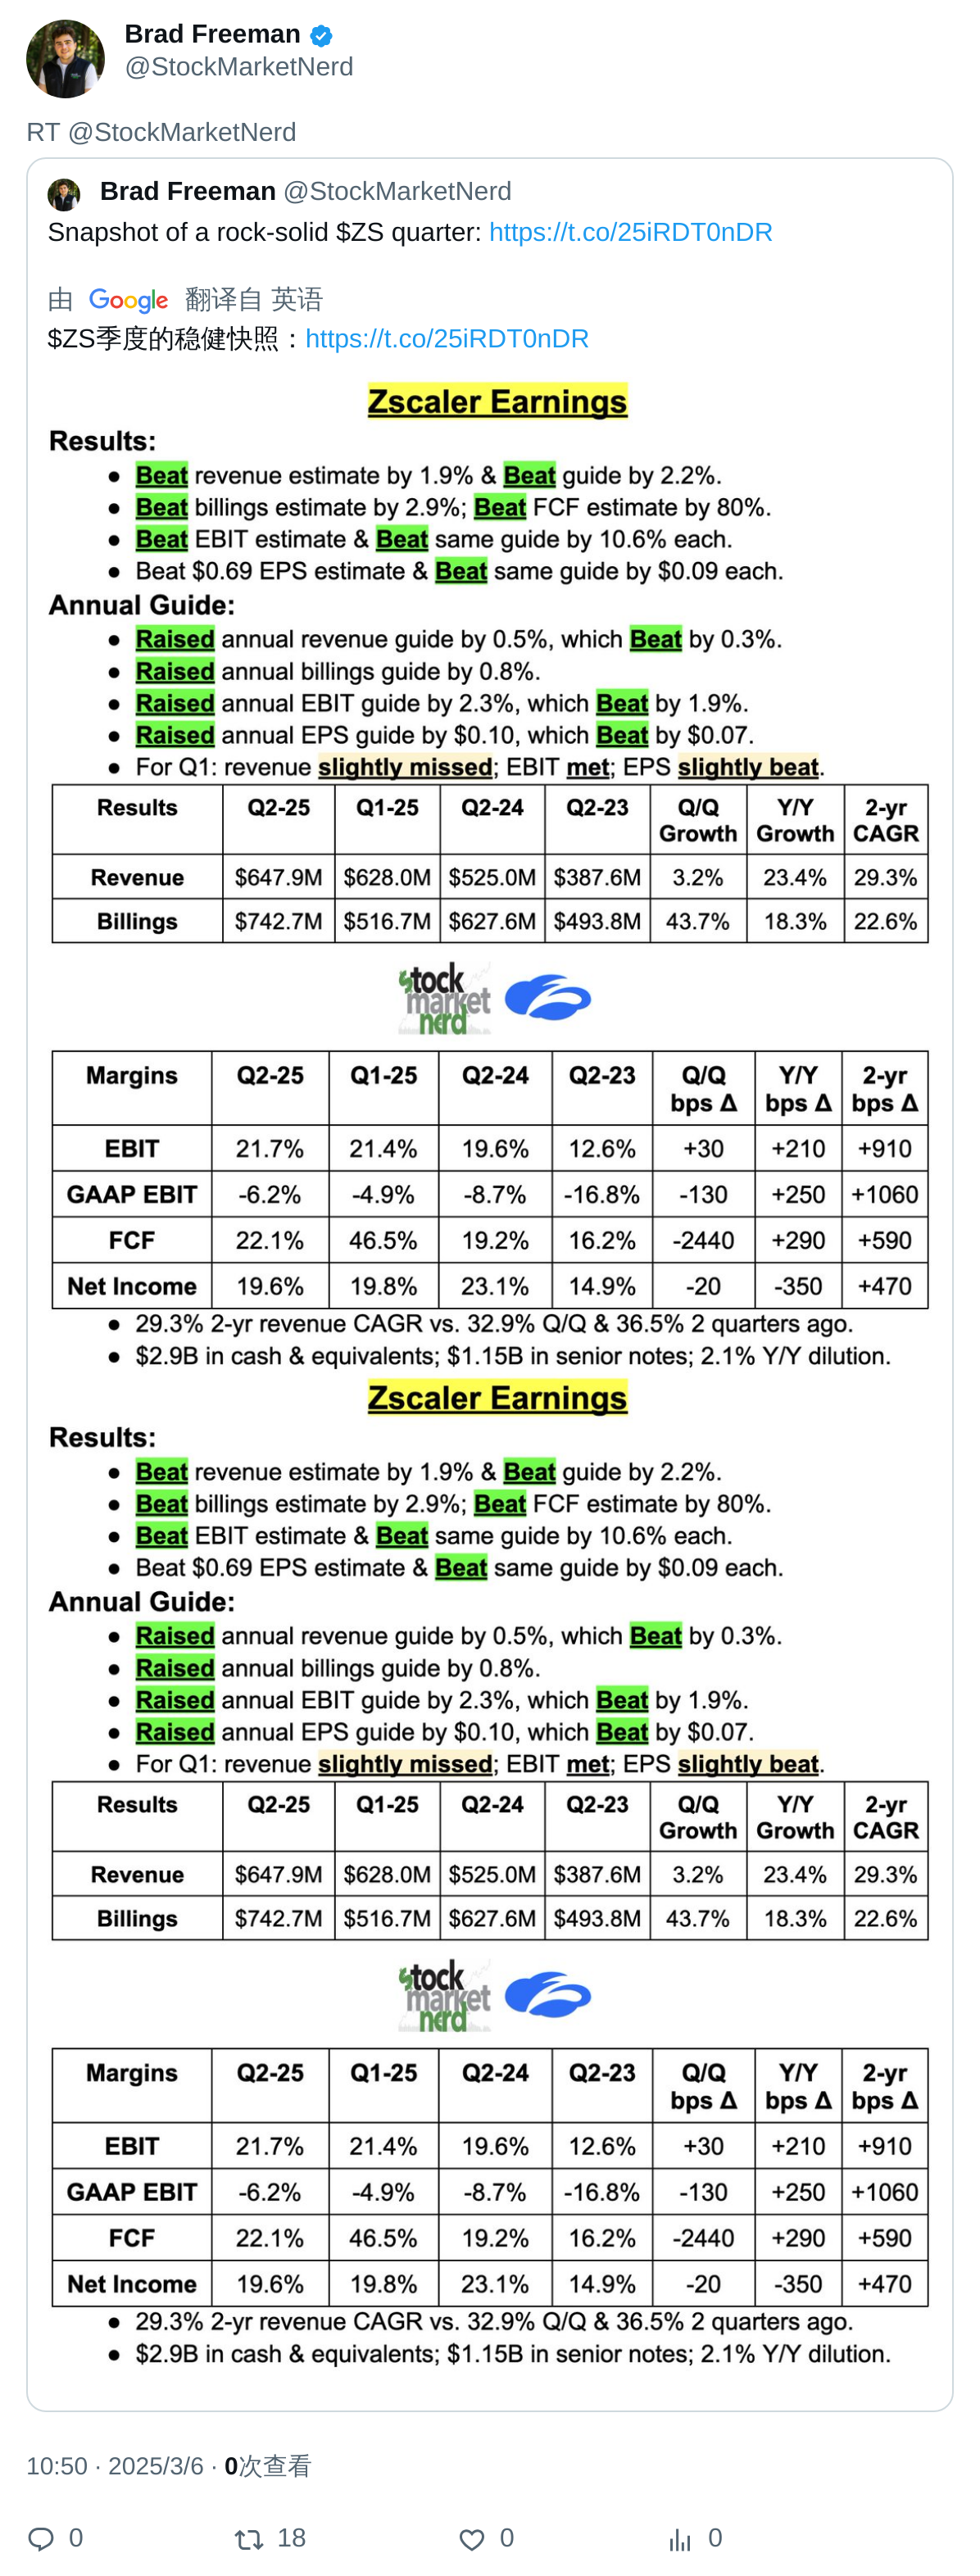 Brad Freeman
@StockMarketNerd
RT @StockMarketNerd
Brad Freeman @StockMarketNerd
Snapshot of a rock-solid $ZS quarter: https://t.co/25iRDT0nDR
由 Google 翻译自 英语
$ZS季度的稳健快照：https://t.co/25iRDT0nDR
Zscaler Earnings
Results:
● Beat revenue estimate by 1.9% & Beat guide by 2.2%.
● Beat billings estimate by 2.9%; Beat FCF estimate by 80%.
● Beat EBIT estimate & Beat same guide by 10.6% each.
● Beat $0.69 EPS estimate & Beat same guide by $0.09 each.
Annual Guide:
● Raised annual revenue guide by 0.5%, which Beat by 0.3%.
● Raised annual billings guide by 0.8%.
● Raised annual EBIT guide by 2.3%, which Beat by 1.9%.
● Raised annual EPS guide by $0.10, which Beat by $0.07.
● For Q1: revenue slightly missed; EBIT met; EPS slightly beat.
Results Q2-25 Q1-25 Q2-24 Q2-23 Q/Q Growth Y/Y Growth 2-yr CAGR
Revenue $647.9M $628.0M $525.0M $387.6M 3.2% 23.4% 29.3%
Billings $742.7M $516.7M $627.6M $493.8M 43.7% 18.3% 22.6%
stock
market
nerd
Margins Q2-25 Q1-25 Q2-24 Q2-23 Q/Q bps Δ Y/Y bps Δ 2-yr bps Δ
EBIT 21.7% 21.4% 19.6% 12.6% +30 +210 +910
GAAP EBIT -6.2% -4.9% -8.7% -16.8% -130 +250 +1060
FCF 22.1% 46.5% 19.2% 16.2% -2440 +290 +590
Net Income 19.6% 19.8% 23.1% 14.9% -20 -350 +470
● 29.3% 2-yr revenue CAGR vs. 32.9% Q/Q & 36.5% 2 quarters ago.
● $2.9B in cash & equivalents; $1.15B in senior notes; 2.1% Y/Y dilution.
Zscaler Earnings
Results:
● Beat revenue estimate by 1.9% & Beat guide by 2.2%.
● Beat billings estimate by 2.9%; Beat FCF estimate by 80%.
● Beat EBIT estimate & Beat same guide by 10.6% each.
● Beat $0.69 EPS estimate & Beat same guide by $0.09 each.
Annual Guide:
● Raised annual revenue guide by 0.5%, which Beat by 0.3%.
● Raised annual billings guide by 0.8%.
● Raised annual EBIT guide by 2.3%, which Beat by 1.9%.
● Raised annual EPS guide by $0.10, which Beat by $0.07.
● For Q1: revenue slightly missed; EBIT met; EPS slightly beat.
Results Q2-25 Q1-25 Q2-24 Q2-23 Q/Q Growth Y/Y Growth 2-yr CAGR
Revenue $647.9M $628.0M $525.0M $387.6M 3.2% 23.4% 29.3%
Billings $742.7M $516.7M $627.6M $493.8M 43.7% 18.3% 22.6%
stock
market
nerd
Margins Q2-25 Q1-25 Q2-24 Q2-23 Q/Q bps Δ Y/Y bps Δ 2-yr bps Δ
EBIT 21.7% 21.4% 19.6% 12.6% +30 +210 +910
GAAP EBIT -6.2% -4.9% -8.7% -16.8% -130 +250 +1060
FCF 22.1% 46.5% 19.2% 16.2% -2440 +290 +590
Net Income 19.6% 19.8% 23.1% 14.9% -20 -350 +470
● 29.3% 2-yr revenue CAGR vs. 32.9% Q/Q & 36.5% 2 quarters ago.
● $2.9B in cash & equivalents; $1.15B in senior notes; 2.1% Y/Y dilution.
10:50 · 2025/3/6 · 0次查看
0 18 0 0